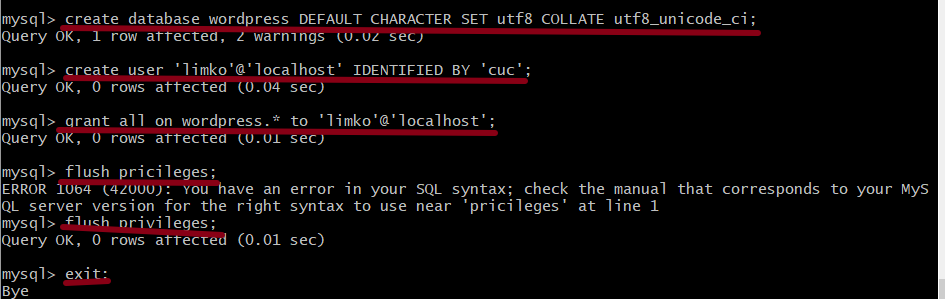 mysql> create database wordpress DEFAULT CHARACTER SET utf8 COLLATE utf8_unicode_ci;
Query OK, 1 row affected, 2 warnings (0.02 sec)
mysql> create user 'limko'@'localhost' IDENTIFIED BY 'cuc';
Query OK, 0 rows affected (0.04 sec)
mysql> grant all on wordpress.* to 'limko'@'localhost';
Query OK, 0 rows affected (0.01 sec)
mysql> flush pricileges;
ERROR 1064 (42000): You have an error in your SQL syntax; check the manual that corresponds to your MyS
QL server version for the right syntax to use near 'pricileges' at line 1
mysql> flush privileges;
Query OK, 0 rows affected (0.01 sec)
mysql> exit;
Bye